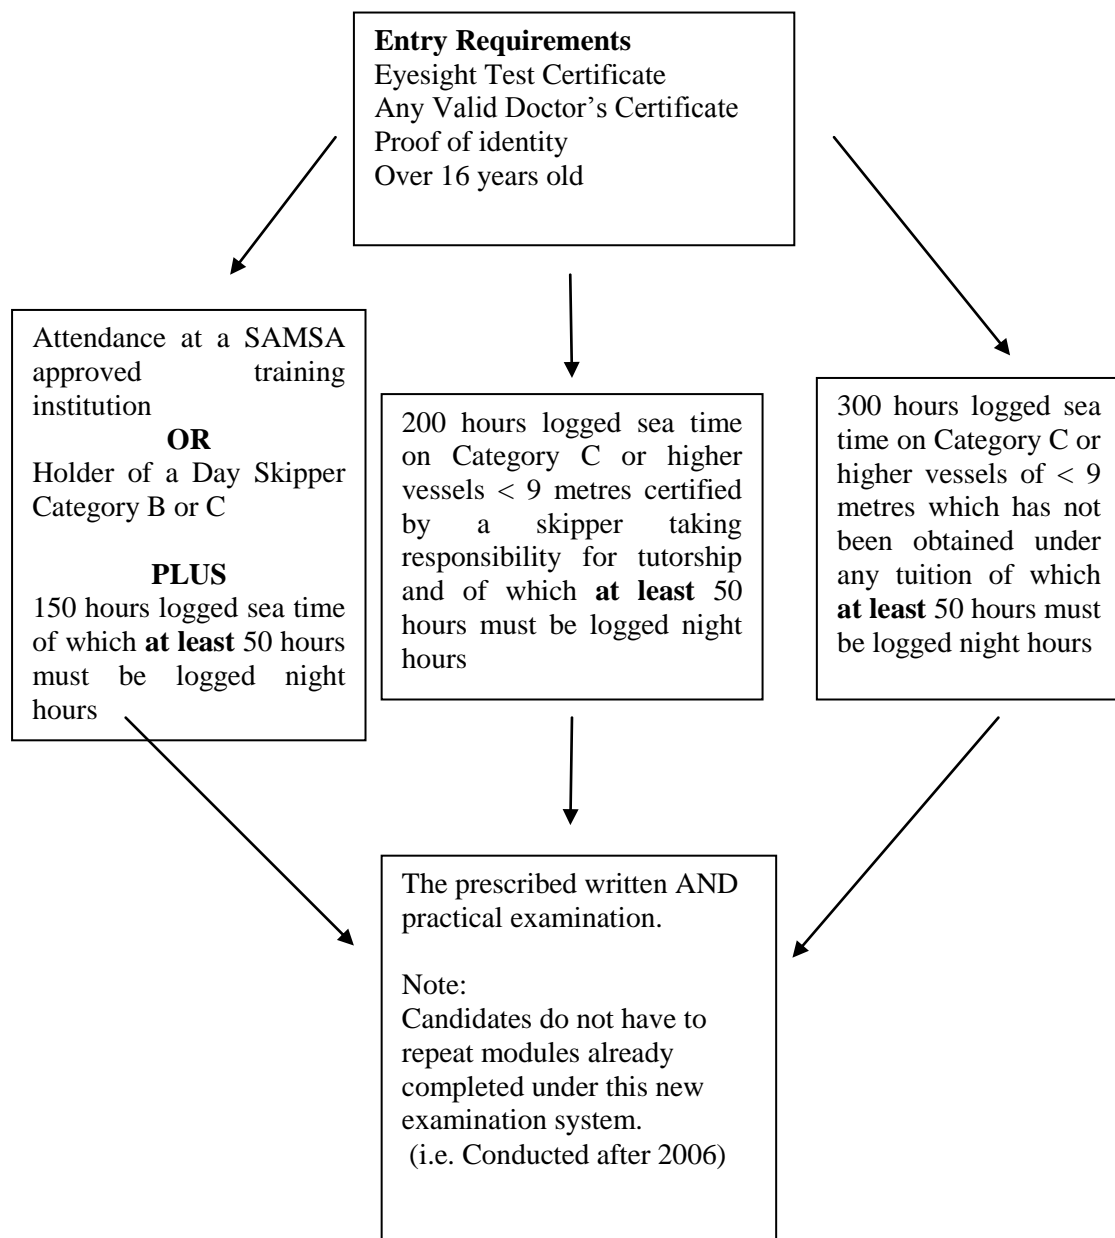 Entry Requirements
Eyesight Test Certificate
Any Valid Doctor’s Certificate
Proof of identity
Over 16 years old
Attendance at a SAMSA
approved training
institution
OR
Holder of a Day Skipper
Category B or C
PLUS
150 hours logged sea time
of which at least 50 hours
must be logged night
hours
200 hours logged sea time
on Category C or higher
vessels < 9 metres certified
by a skipper taking
responsibility for tutorship
and of which at least 50
hours must be logged night
hours
300 hours logged sea
time on Category C or
higher vessels of < 9
metres which has not
been obtained under
any tuition of which
at least 50 hours must
be logged night hours
The prescribed written AND
practical examination.
Note:
Candidates do not have to
repeat modules already
completed under this new
examination system.
(i.e. Conducted after 2006)